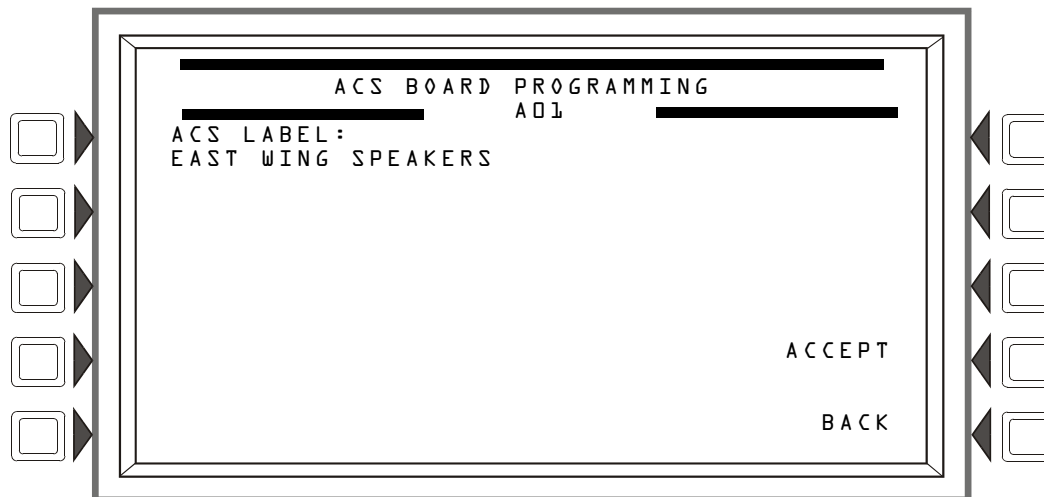 ACS BOARD PROGRAMMING
A01
ACS LABEL:
EAST WING SPEAKERS
ACCEPT
BACK